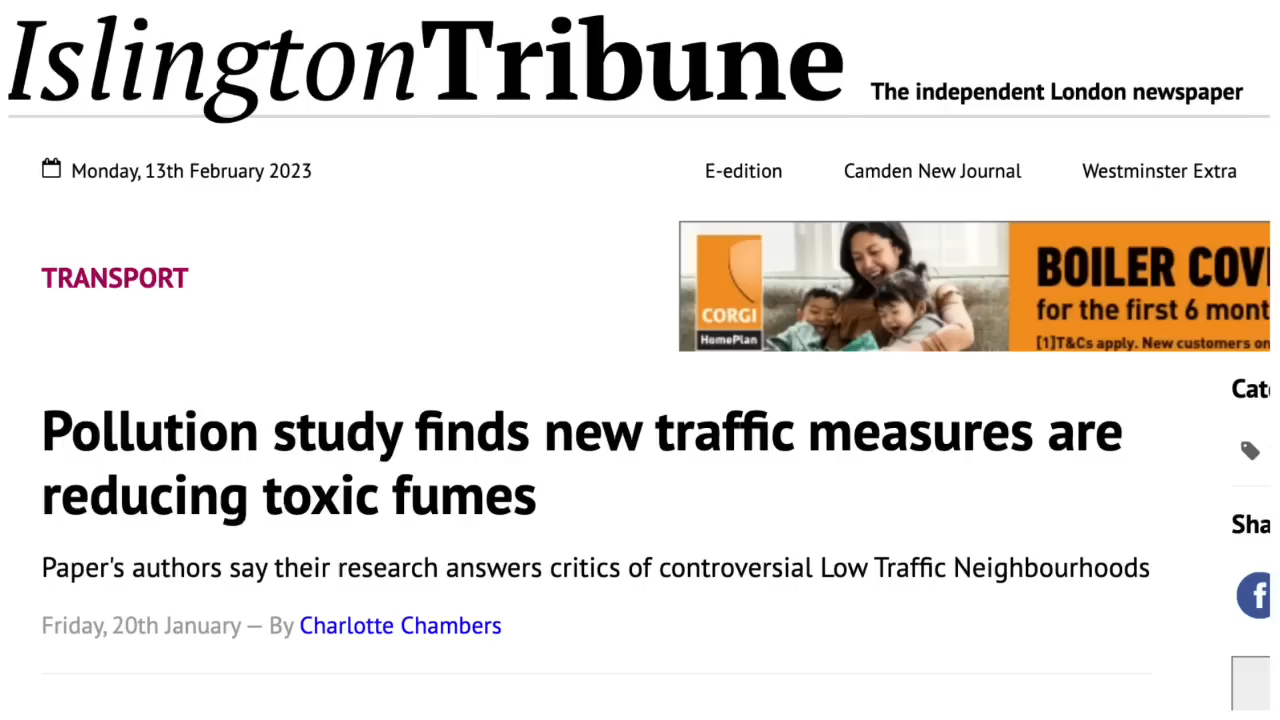 IslingtonTribune
The independent London newspaper
Monday, 13th February 2023
E-edition
Camden New Journal
Westminster Extra
TRANSPORT
CORGI
HomePlan
BOILER COV
for the first 6 mont
[1]T&Cs apply. New customers on
Pollution study finds new traffic measures are
reducing toxic fumes
Paper's authors say their research answers critics of controversial Low Traffic Neighbourhoods
Friday, 20th January — By Charlotte Chambers
Cat
Sha